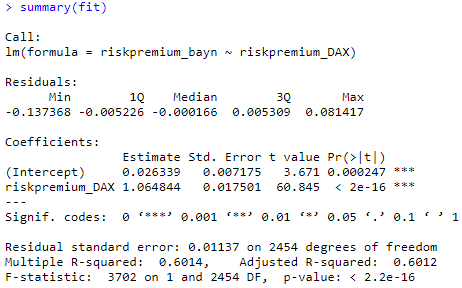 > summary(fit)
Call:
lm(formula = riskpremium_bayn ~ riskpremium_DAX)
Residuals:
      Min        1Q    Median        3Q       Max
-0.137368 -0.005226 -0.000166  0.005309  0.081417
Coefficients:
                Estimate Std. Error t value Pr(>|t|)
(Intercept)     0.026339   0.007175   3.671 0.000247 ***
riskpremium_DAX 1.064844   0.017501  60.845  < 2e-16 ***
---
Signif. codes:  0 ‘***’ 0.001 ‘**’ 0.01 ‘*’ 0.05 ‘.’ 0.1 ‘ ’ 1
Residual standard error: 0.01137 on 2454 degrees of freedom
Multiple R-squared:  0.6014,    Adjusted R-squared:  0.6012
F-statistic:  3702 on 1 and 2454 DF,  p-value: < 2.2e-16